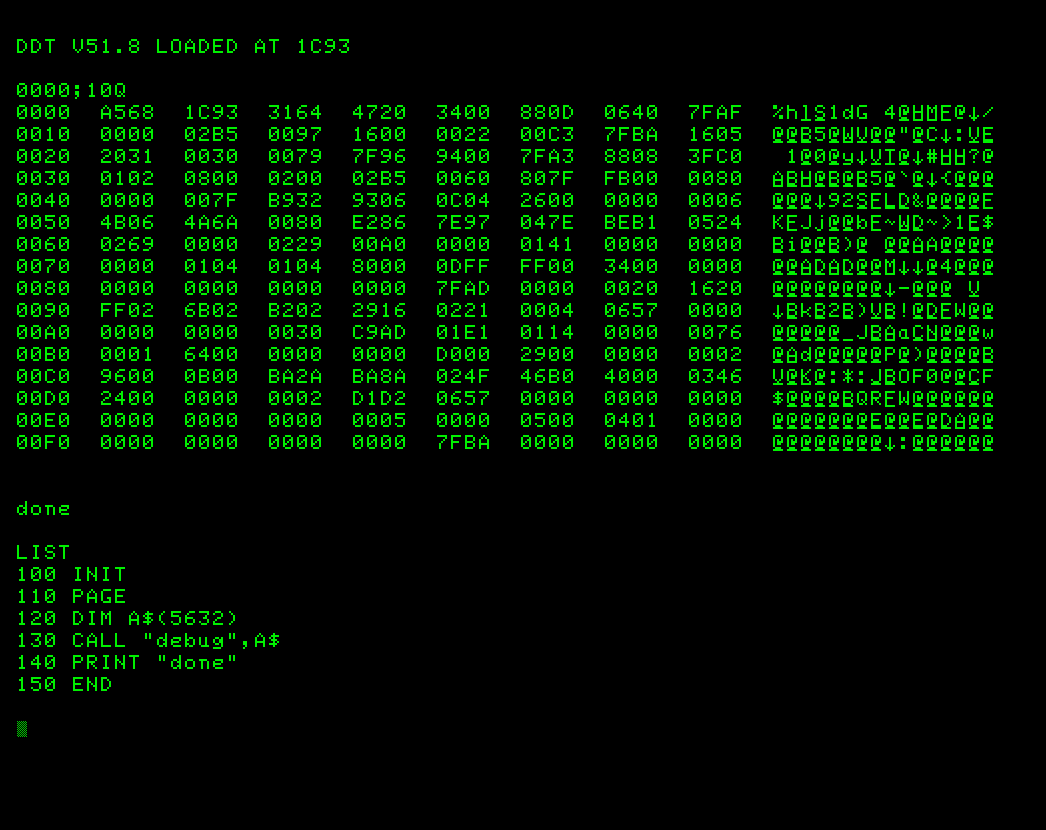 DDT V51.8 LOADED AT 1C93
0000;10Q
0000 A568 1C93 3164 4720 3400 880D 0640 7FAF %hlS1dG 4@HME@↓/
0010 0000 02B5 0097 1600 0022 00C3 7FBA 1605 @@B5@WV@@"@C↓:VE
0020 2031 0030 0079 7F96 9400 7FA3 8808 3FC0 1@0@y↓VT@↓#HH?@
0030 0102 0800 0200 02B5 0060 807F FB00 0080 ABH@B@B5@`@↓{@@@
0040 0000 007F B932 9306 0C04 2600 0000 0006 @@@↓92SFLD&@@@@F
0050 4B06 4A6A 0080 E286 7E97 047E BEB1 0524 KFJj@@bF~WD~>1E$
0060 0269 0000 0229 00A0 0000 0141 0000 0000 Bi@@B)@ @@AA@@@@
0070 0000 0104 0104 8000 0DFF FF00 3400 0000 @@ADAD@@M↓↓@4@@@
0080 0000 0000 0000 0000 7FAD 0000 0020 1620 @@@@@@@@↓-@@@ V
0090 FF02 6B02 B202 2916 0221 0004 0657 0000 ↓BkB2B)VB!@DFW@@
00A0 0000 0000 0030 C9AD 01E1 0114 0000 0076 @@@@@_JBAaCN@@@w
00B0 0001 6400 0000 0000 D000 2900 0000 0002 @Ad@@@@@P@)@@@@B
00C0 9600 0B00 BA2A BA8A 024F 46B0 4000 0346 V@K@:*:JBOF0@@CF
00D0 2400 0000 0002 D1D2 0657 0000 0000 0000 $@@@@BQRFW@@@@@@
00E0 0000 0000 0000 0000 0005 0000 0500 0401 0000 @@@@@@@E@@E@DA@@
00F0 0000 0000 0000 0000 7FBA 0000 0000 0000 @@@@@@@@↓:@@@@@@
done
LIST
100 INIT
110 PAGE
120 DIM A$(5632)
130 CALL "debug",A$
140 PRINT "done"
150 END